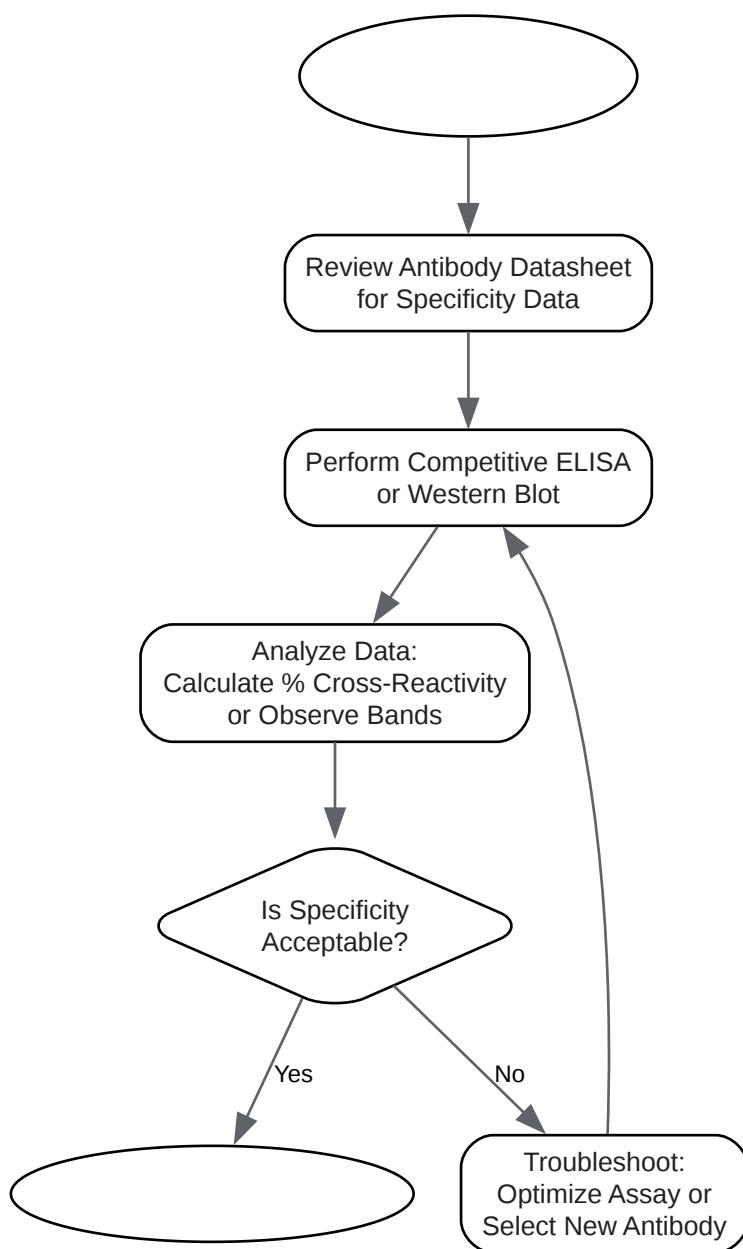 Review Antibody Datasheet
for Specificity Data
Perform Competitive ELISA
or Western Blot
Analyze Data:
Calculate % Cross-Reactivity
or Observe Bands
Is Specificity
Acceptable?
Yes
No
Troubleshoot:
Optimize Assay or
Select New Antibody